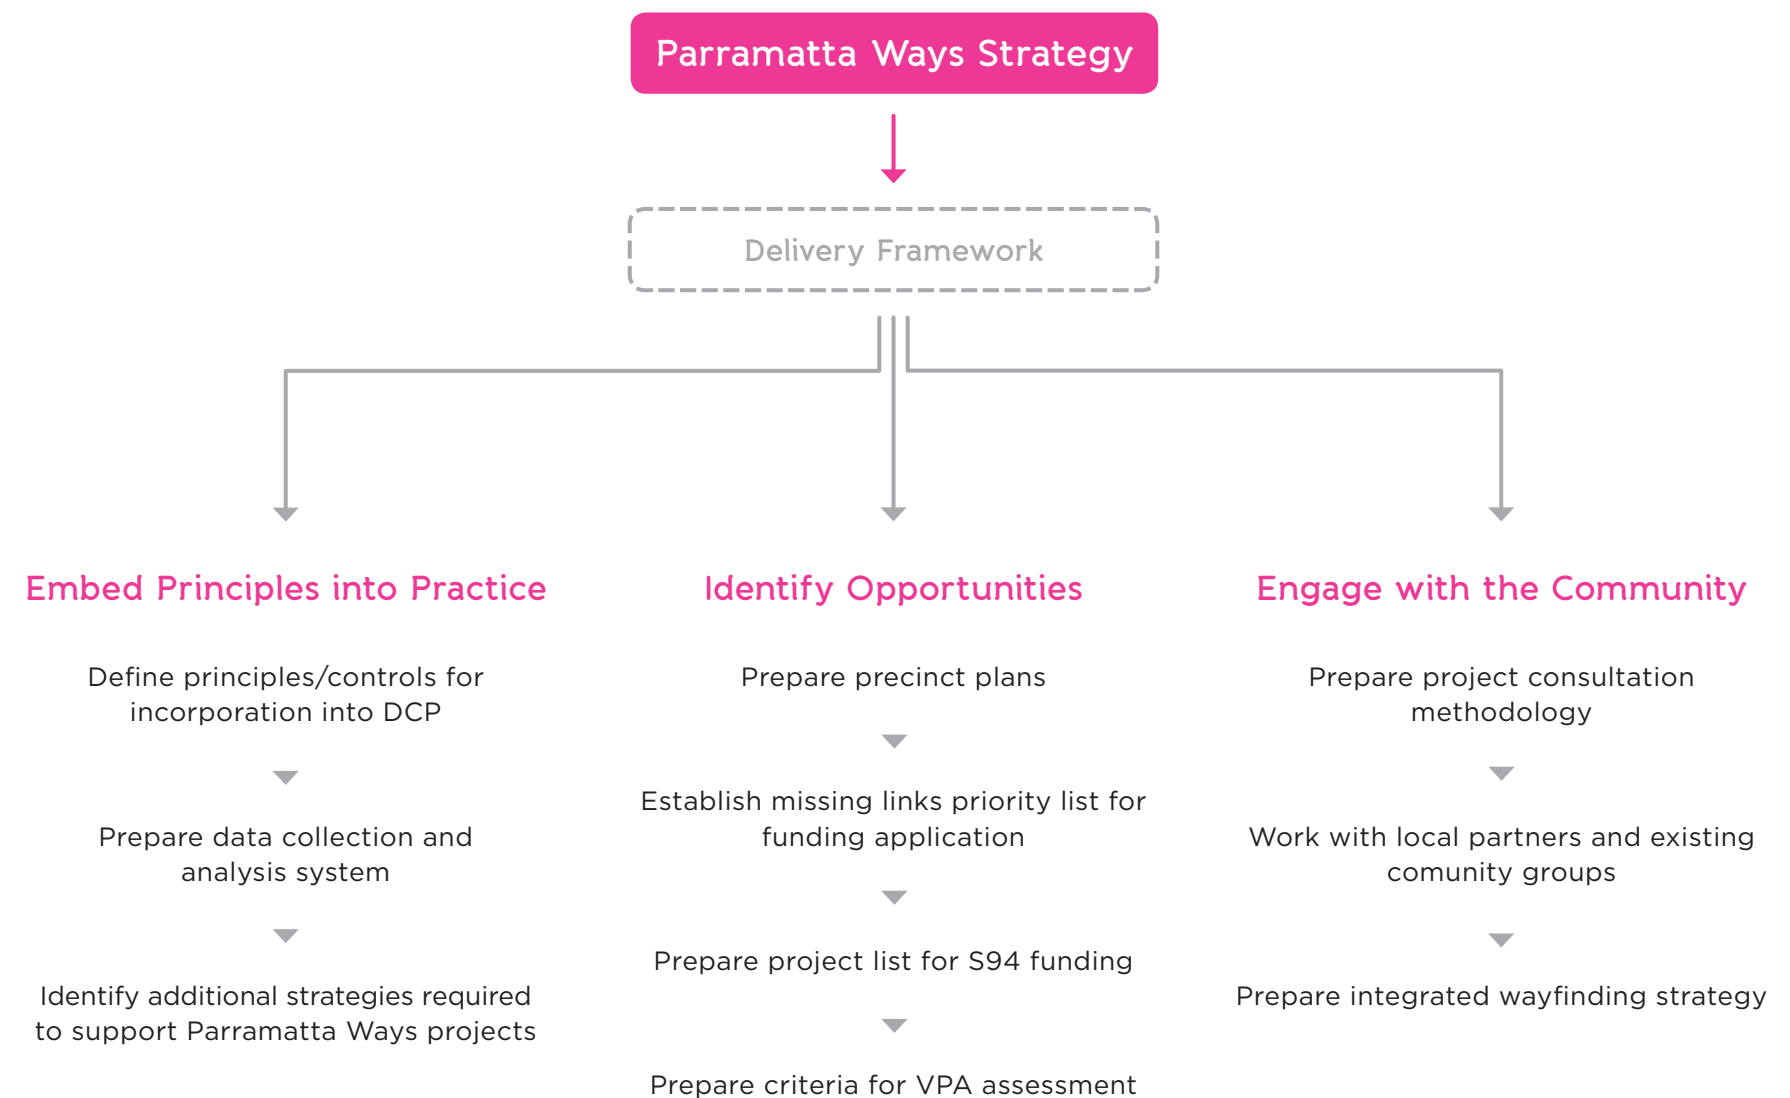 Parramatta Ways Strategy
Delivery Framework
Embed Principles into Practice
Define principles/controls for
incorporation into DCP
Prepare data collection and
analysis system
Identify additional strategies required
to support Parramatta Ways projects
Identify Opportunities
Prepare precinct plans
Establish missing links priority list for
funding application
Prepare project list for S94 funding
Prepare criteria for VPA assessment
Engage with the Community
Prepare project consultation
methodology
Work with local partners and existing
comunity groups
Prepare integrated wayfinding strategy